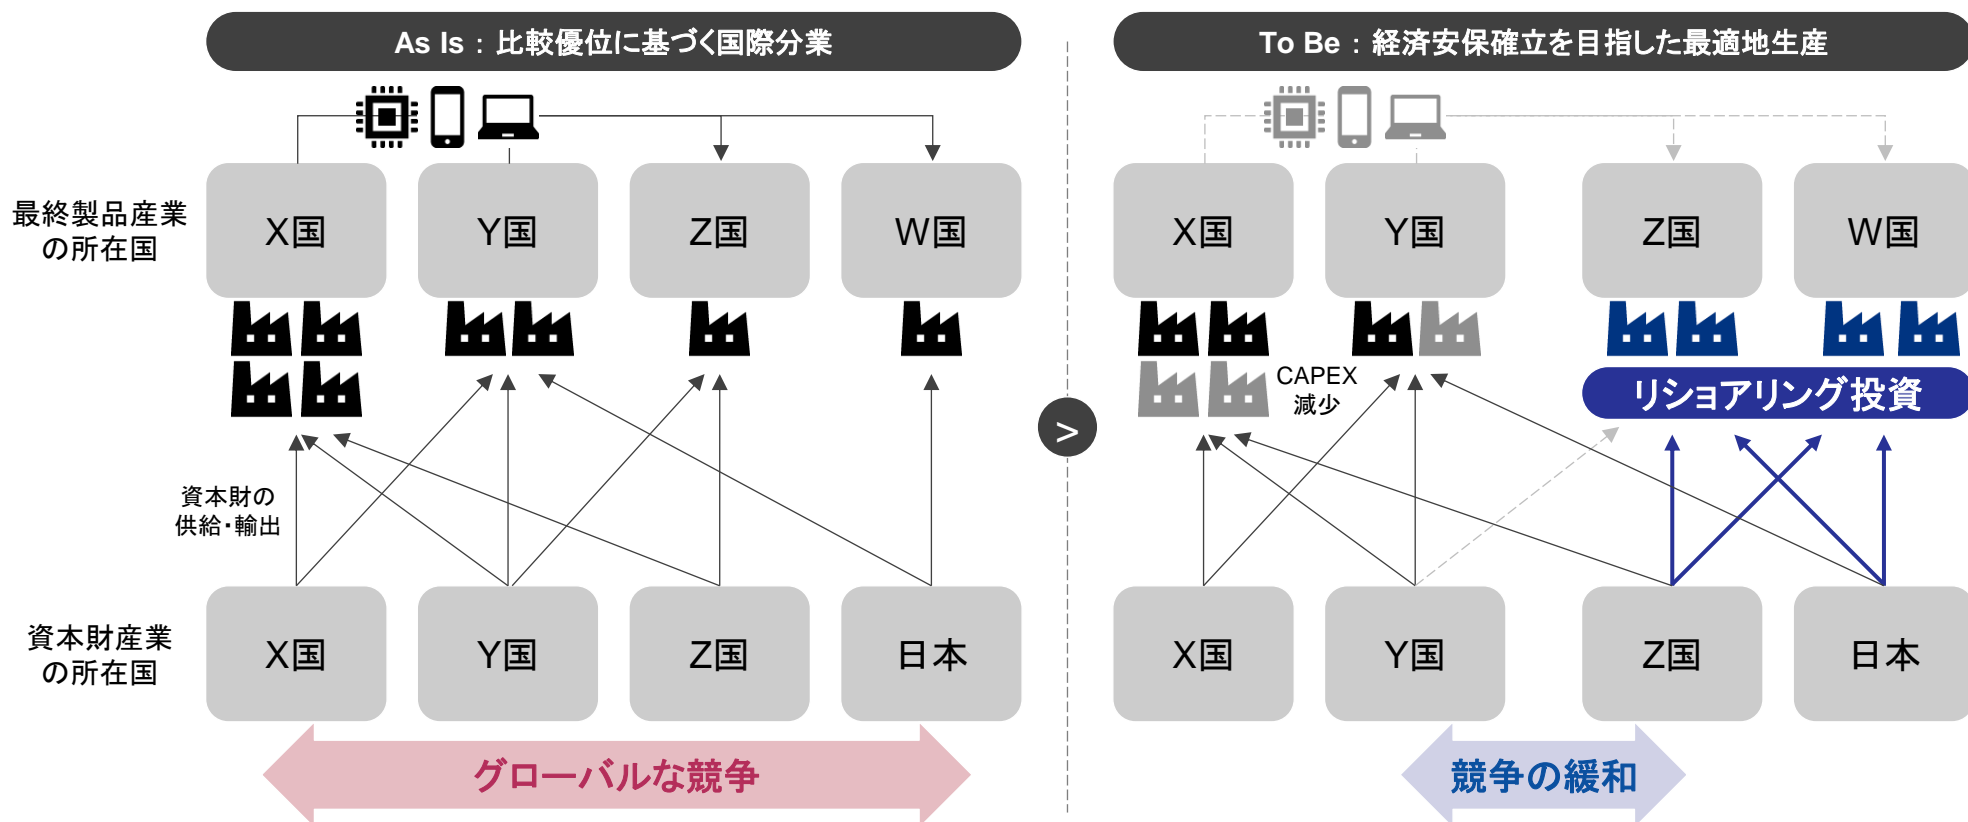 As Is：比較優位に基づく国際分業
To Be：経済安保確立を目指した最適地生産
最終製品産業
の所在国
X国
Y国
Z国
W国
X国
Y国
Z国
W国
CAPEX
減少
リショアリング投資
>
資本財の
供給・輸出
資本財産業
の所在国
X国
Y国
Z国
日本
X国
Y国
Z国
日本
グローバルな競争
競争の緩和